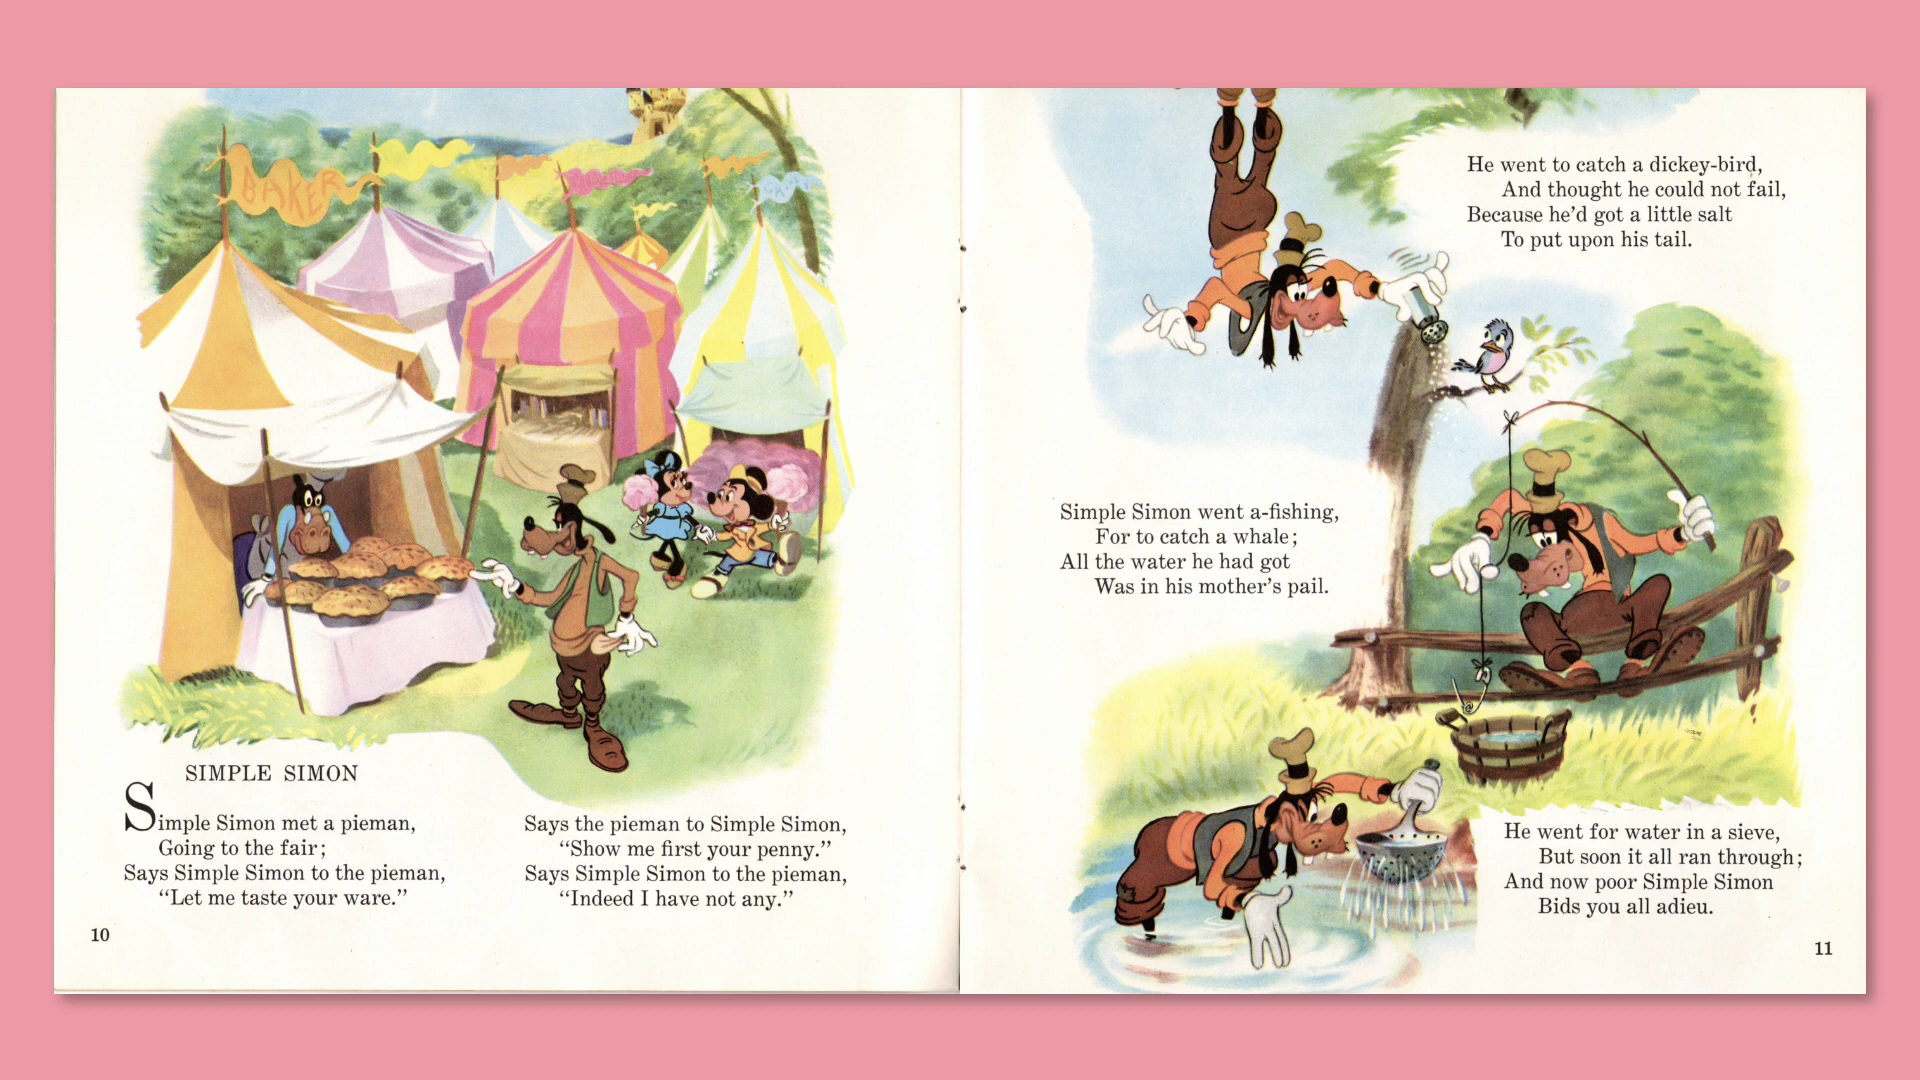 BAKER
SIMPLE SIMON
Simple Simon met a pieman,
Going to the fair;
Says Simple Simon to the pieman,
“Let me taste your ware.”
Says the pieman to Simple Simon,
“Show me first your penny.”
Says Simple Simon to the pieman,
“Indeed I have not any.”
10
He went to catch a dickey-bird,
And thought he could not fail,
Because he’d got a little salt
To put upon his tail.
Simple Simon went a-fishing,
For to catch a whale;
All the water he had got
Was in his mother’s pail.
He went for water in a sieve,
But soon it all ran through;
And now poor Simple Simon
Bids you all adieu.
11